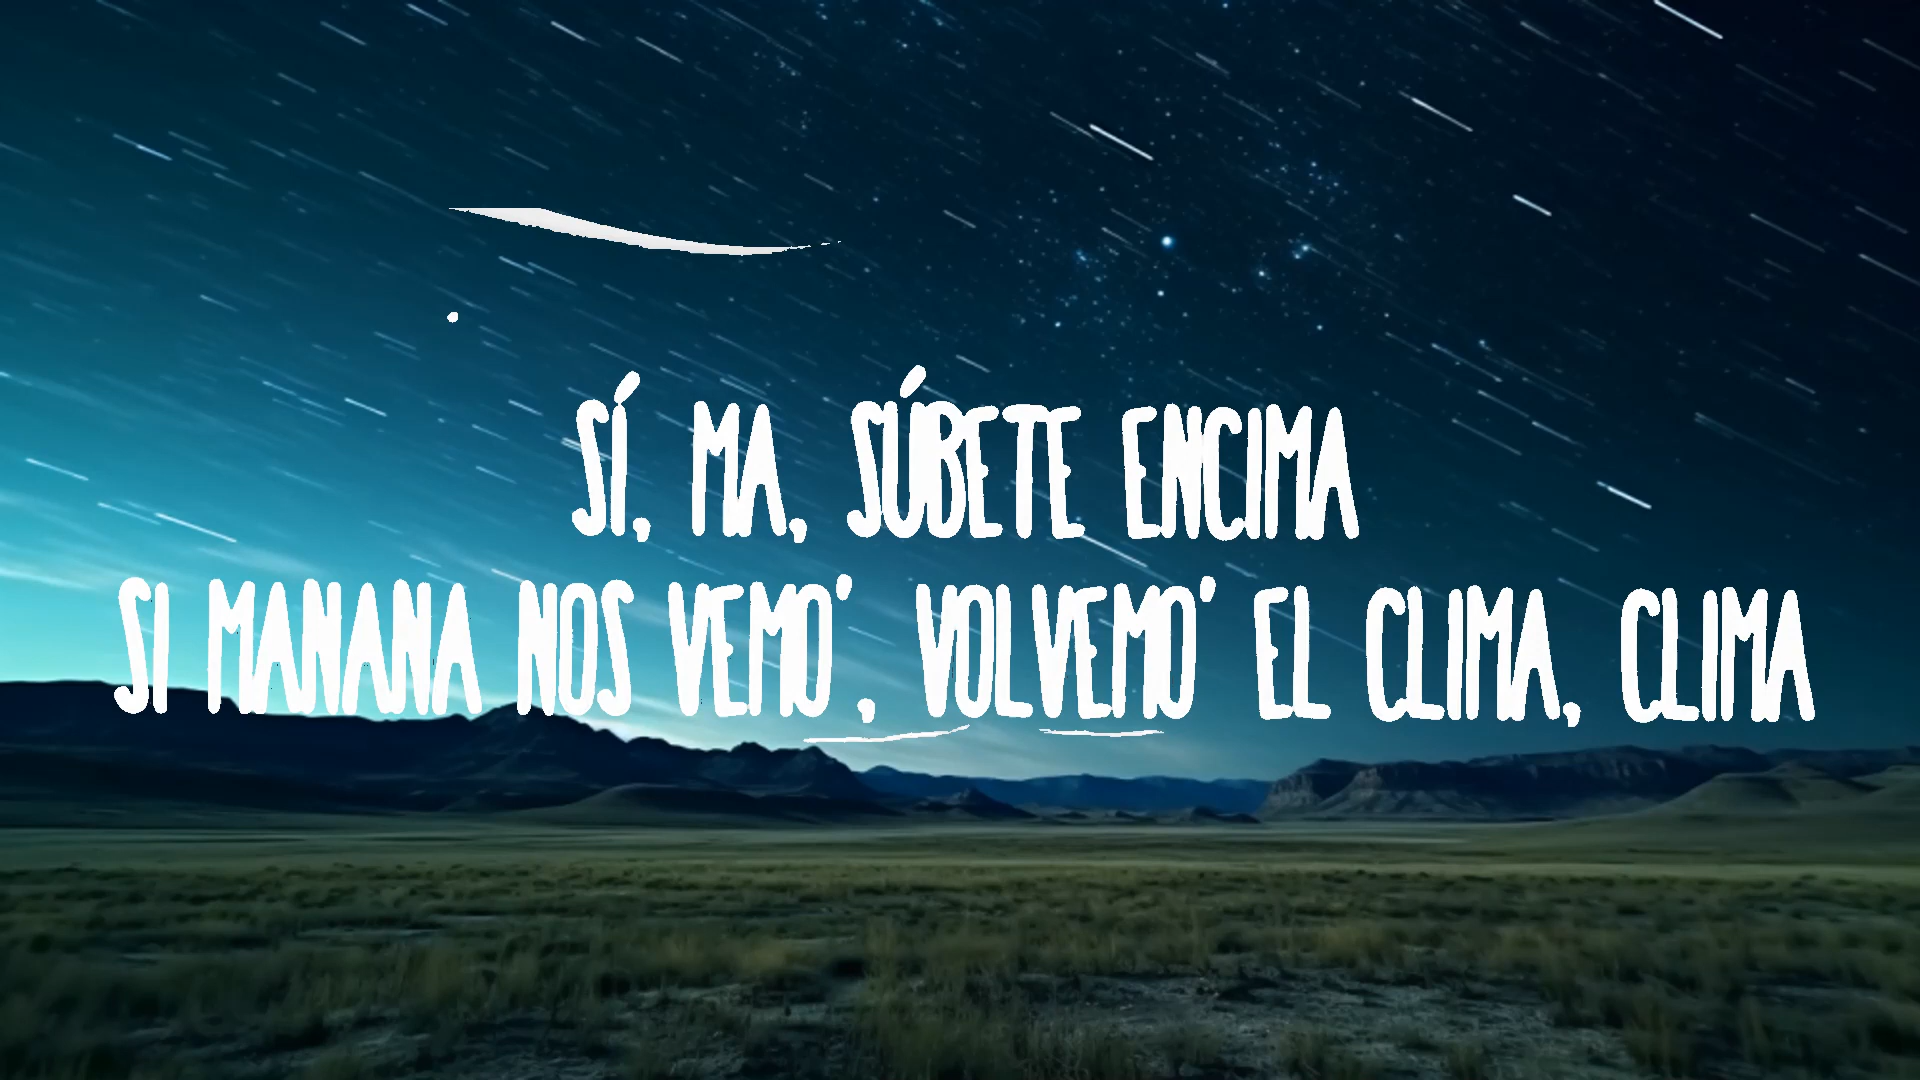 SÍ, MA, SÚBETE ENCIMA
SI MANANA NOS VEMO', VOLVEMO' EL CLIMA, CLIMA